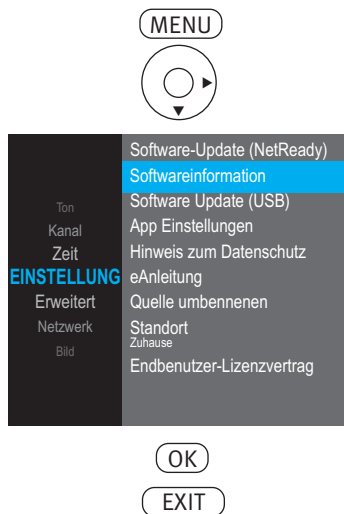 MENU
Software-Update (NetReady)
Softwareinformation
Software Update (USB)
App Einstellungen
Hinweis zum Datenschutz
eAnleitung
Quelle umbennenen
Standort
Zuhause
Endbenutzer-Lizenzvertrag
Ton
Kanal
Zeit
EINSTELLUNG
Erweitert
Netzwerk
Bild
OK
EXIT